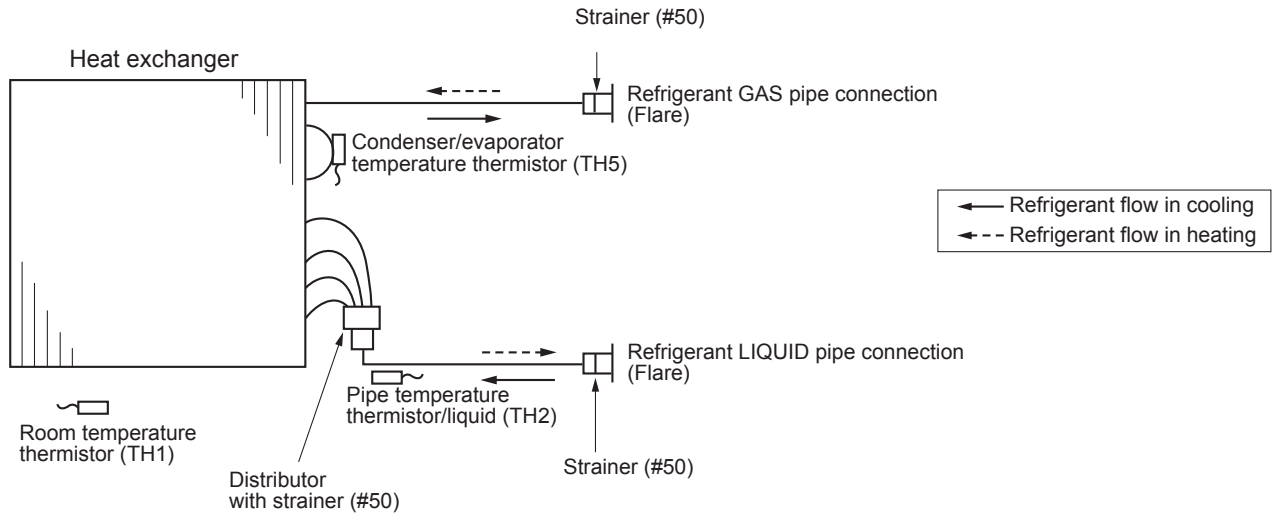 Strainer (#50)
Heat exchanger
Refrigerant GAS pipe connection
(Flare)
Condenser/evaporator
temperature thermistor (TH5)
Refrigerant flow in cooling
Refrigerant flow in heating
Refrigerant LIQUID pipe connection
(Flare)
Pipe temperature
thermistor/liquid (TH2)
Room temperature
thermistor (TH1)
Strainer (#50)
Distributor
with strainer (#50)